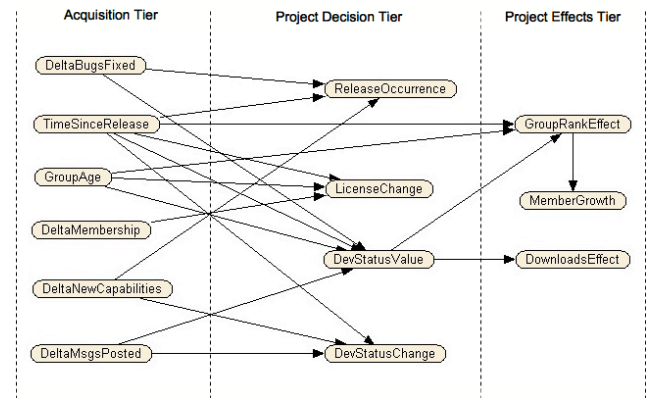 Acquisition Tier
Project Decision Tier
Project Effects Tier
DeltaBugsFixed
ReleaseOccurrence
TimeSinceRelease
GroupRankEffect
GroupAge
LicenseChange
MemberGrowth
DeltaMembership
DevStatusValue
DownloadsEffect
DeltaNewCapabilities
DeltaMsgsPosted
DevStatusChange